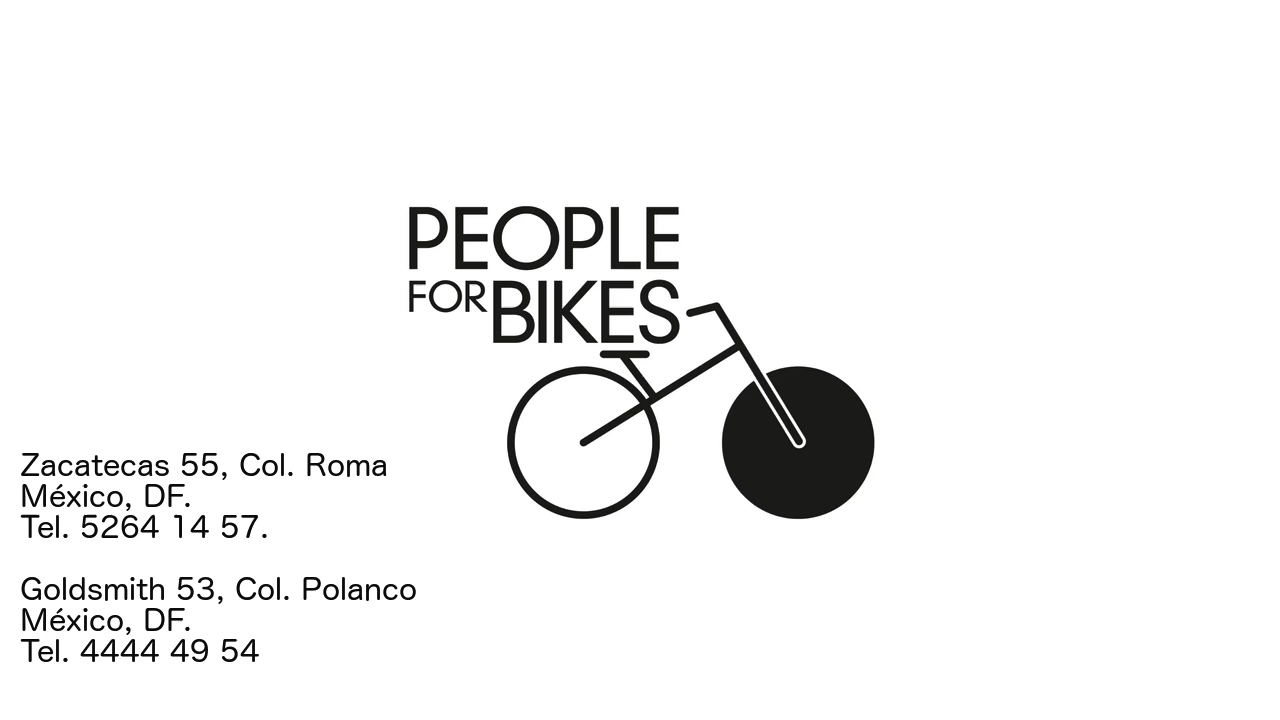 PEOPLE
FOR BIKES
Zacatecas 55, Col. Roma
México, DF.
Tel. 5264 14 57.
Goldsmith 53, Col. Polanco
México, DF.
Tel. 4444 49 54